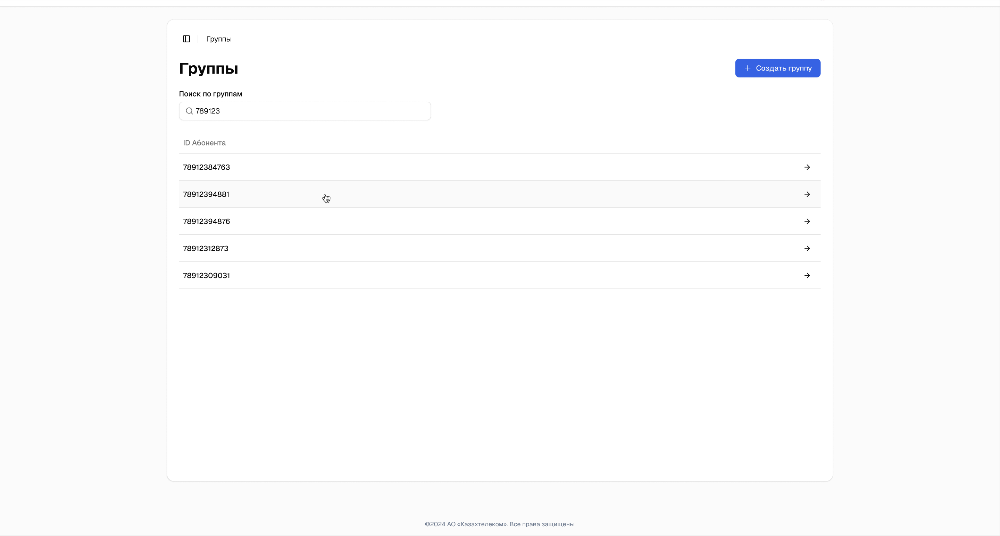 Группы
Группы
Создать группу
Поиск по группам
789123
ID Абонента
78912384763
78912394881
78912394876
78912312873
78912309031
©2024 АО «Казахтелеком». Все права защищены